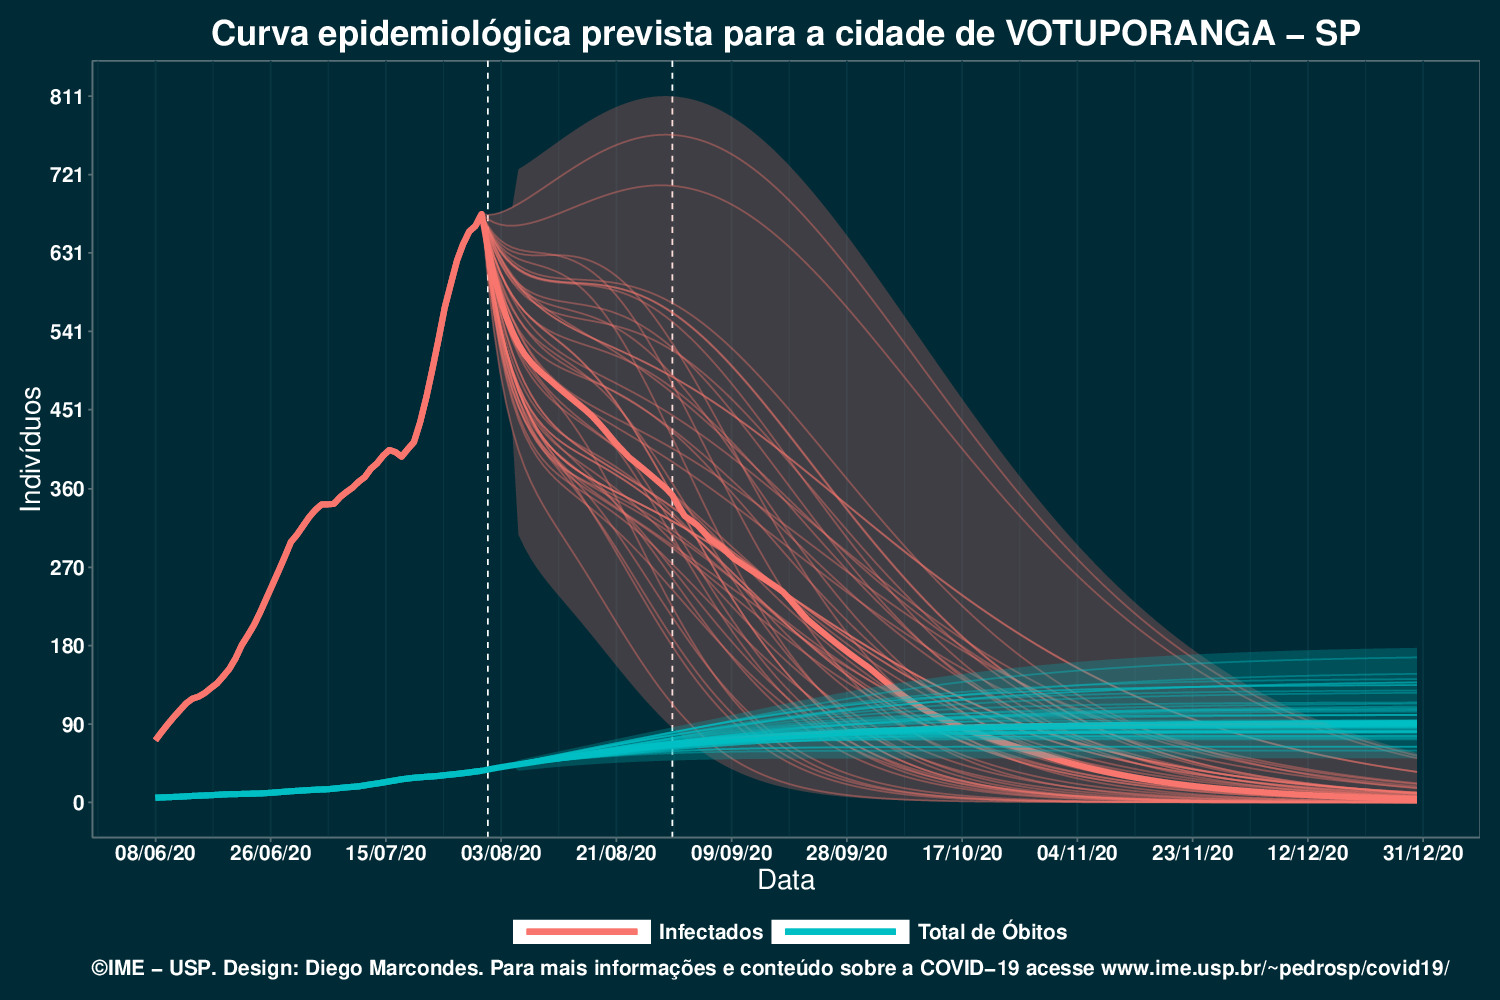 Curva epidemiológica prevista para a cidade de VOTUPORANGA – SP
811
721
631
541
451
360
270
180
90
0
Indivíduos
08/06/20 26/06/20 15/07/20 03/08/20 21/08/20 09/09/20 28/09/20 17/10/20 04/11/20 23/11/20 12/12/20 31/12/20
Data
Infectados Total de Óbitos
©IME – USP. Design: Diego Marcondes. Para mais informações e conteúdo sobre a COVID–19 acesse www.ime.usp.br/~pedrosp/covid19/